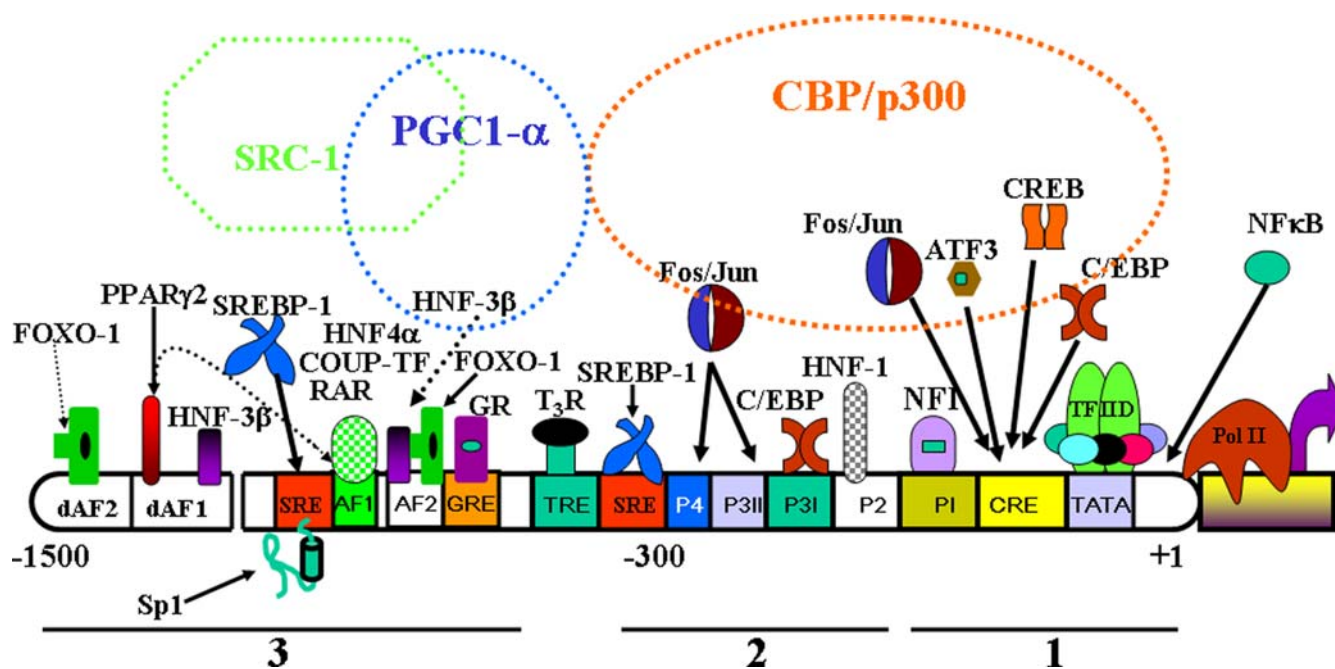 CBP/p300
PGC1-α
SRC-1
CREB
Fos/Jun
NFκB
ATF3
C/EBP
Fos/Jun
PPARγ2
SREBP-1
HNF-3β
FOXO-1
HNF4α
COUP-TF
FOXO-1
HNF-1
RAR
SREBP-1
HNF-3β
GR
T3R
C/EBP
NFI
TFIID
Pol II
dAF2
dAF1
SRE
AF1
AF2
GRE
TRE
SRE
P4
P3II
P3I
P2
PI
CRE
TATA
-1500
-300
+1
Sp1
3
2
1